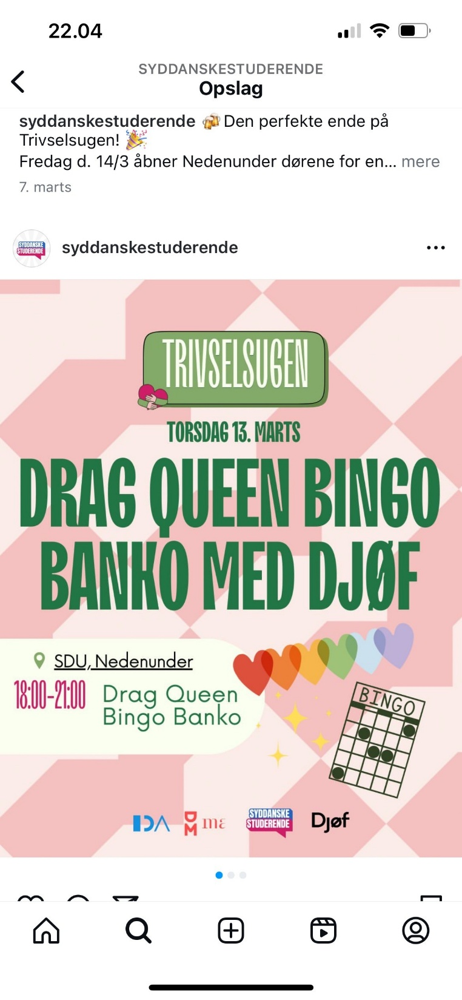 22.04
SYDDANSKESTUDERENDE
Opslag
syddanskestuderende 🍻 Den perfekte ende på
Trivselsugen! 🎉
Fredag d. 14/3 åbner Nedenunder dørene for en... mere
7. marts
SYDDANSKE
STUDERENDE
syddanskestuderende
TRIVSELSUGEN
TORSDAG 13. MARTS
DRAG QUEEN BINGO
BANKO MED DJØF
SDU, Nedenunder
18:00-21:00 Drag Queen
Bingo Banko
BINGO
IDA
DM
ma
SYDDANSKE
STUDERENDE
Djøf